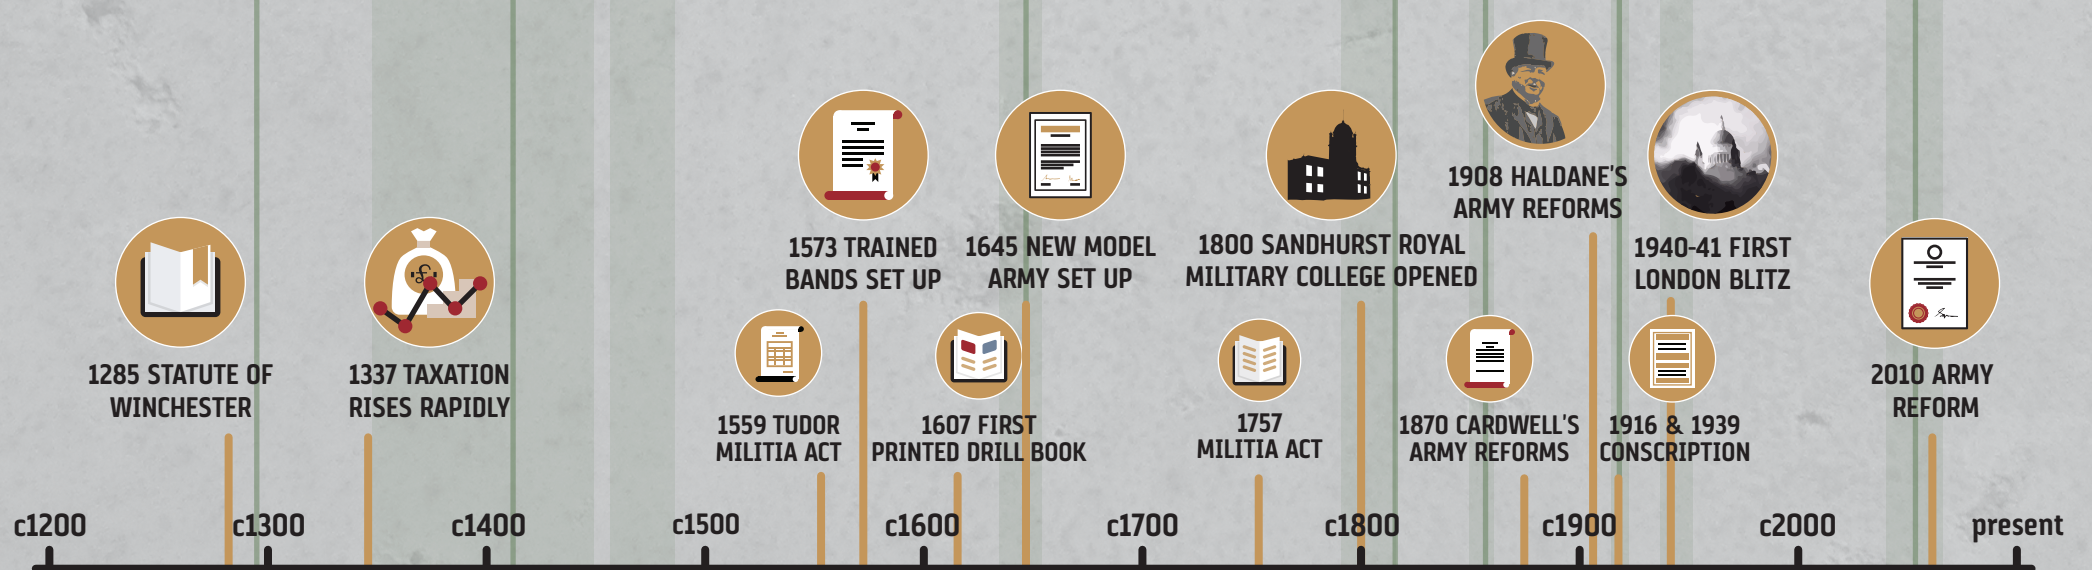 1908 HALDANE'S
ARMY REFORMS
1573 TRAINED
BANDS SET UP
1645 NEW MODEL
ARMY SET UP
1800 SANDHURST ROYAL
MILITARY COLLEGE OPENED
1940-41 FIRST
LONDON BLITZ
1285 STATUTE OF
WINCHESTER
1337 TAXATION
RISES RAPIDLY
£
2010 ARMY
REFORM
1559 TUDOR
MILITIA ACT
1607 FIRST
PRINTED DRILL BOOK
1757
MILITIA ACT
1870 CARDWELL'S
ARMY REFORMS
1916 & 1939
CONSCRIPTION
c1200
c1300
c1400
c1500
c1600
c1700
c1800
c1900
c2000
present